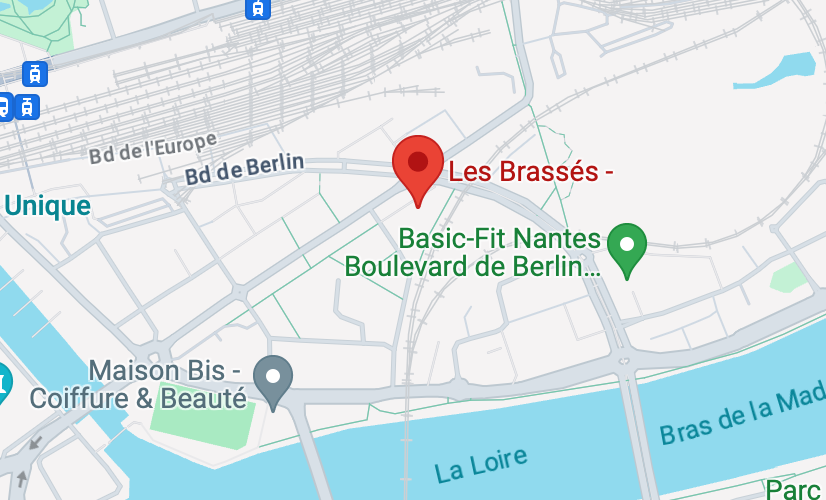 Bd de l'Europe
Bd de Berlin
Les Brassés -
Unique
Basic-Fit Nantes
Boulevard de Berlin...
Maison Bis -
Coiffure & Beauté
La Loire
Bras de la Mad
Parc